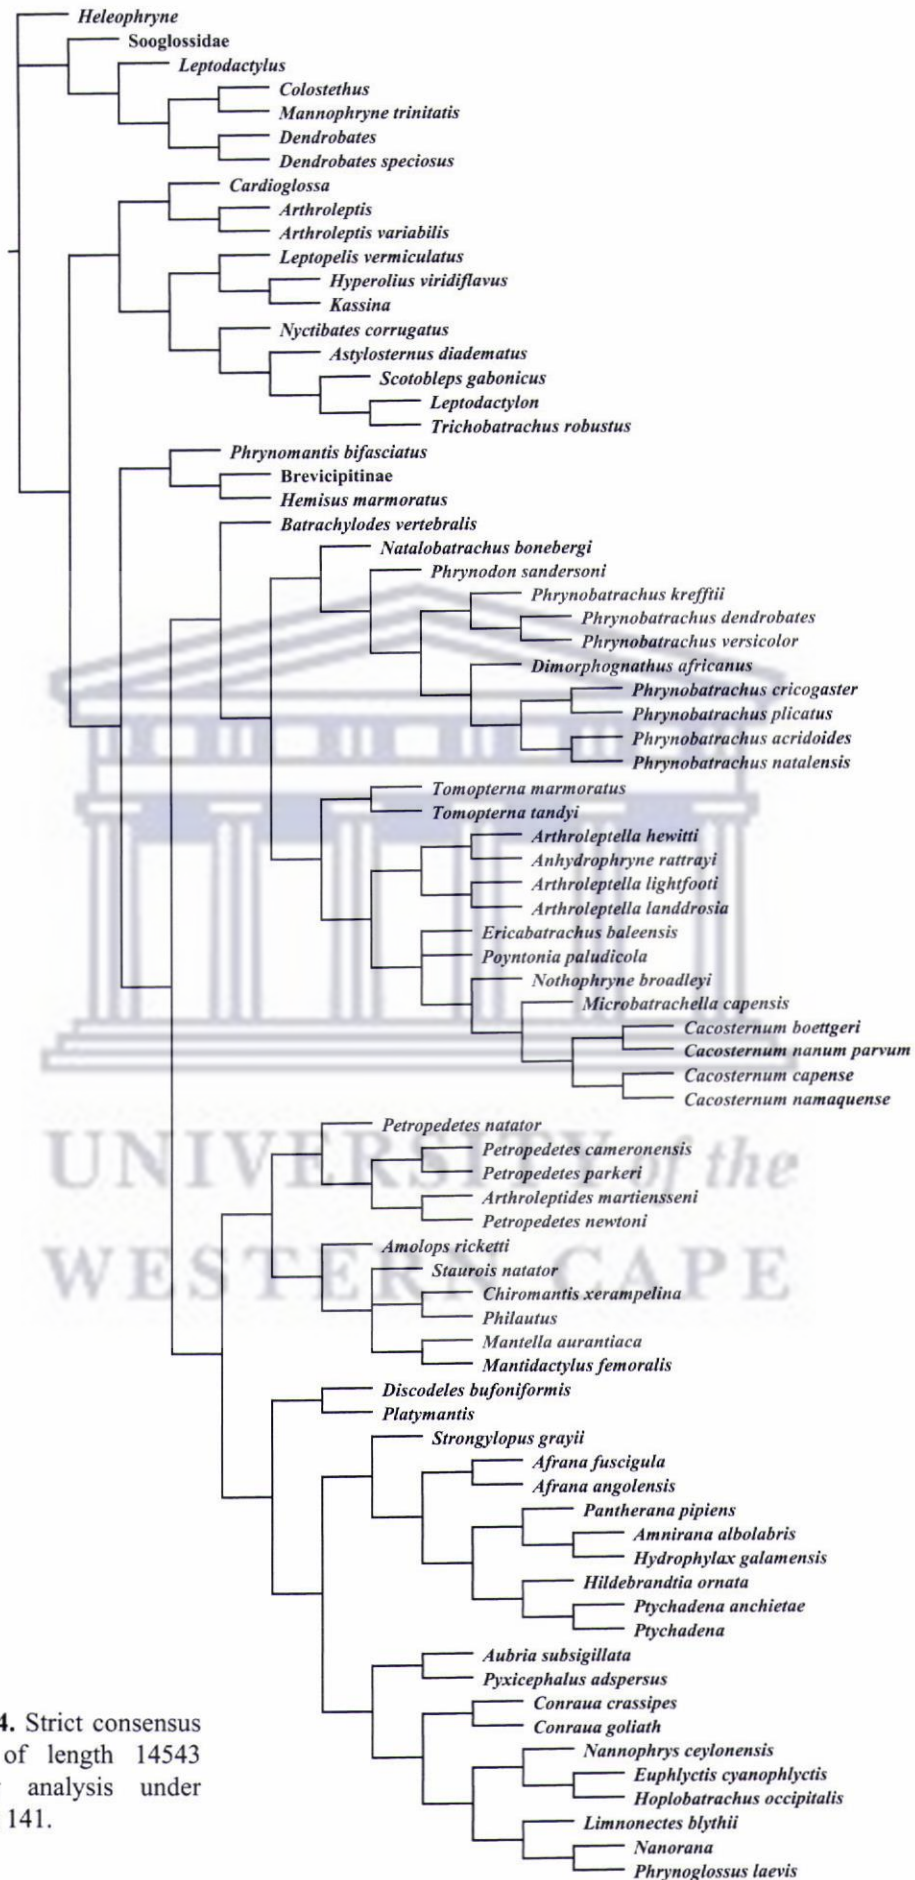 Heleophryne
Sooglossidae
Leptodactylus
Colostethus
Mannophryne trinitatis
Dendrobates
Dendrobates speciosus
Cardioglossa
Arthroleptis
Arthroleptis variabilis
Leptopelis vermiculatus
Hyperolius viridiflavus
Kassina
Nyctibates corrugatus
Astylosternus diadematus
Scotobleps gabonicus
Leptodactylon
Trichobatrachus robustus
Phrynomantis bifasciatus
Brevicipitinae
Hemisus marmoratus
Batrachylodes vertebralis
Natalobatrachus bonebergi
Phrynodon sandersoni
Phrynobatrachus krefftii
Phrynobatrachus dendrobates
Phrynobatrachus versicolor
Dimorphognathus africanus
Phrynobatrachus cricogaster
Phrynobatrachus plicatus
Phrynobatrachus acridoides
Phrynobatrachus natalensis
Tomopterna marmoratus
Tomopterna tandyi
Arthroleptella hewitti
Anhydrophryne rattrayi
Arthroleptella lightfooti
Arthroleptella landdrosia
Ericabatrachus baleensis
Poyntonia paludicola
Nothophryne broadleyi
Microbatrachella capensis
Cacosternum boettgeri
Cacosternum nanum parvum
Cacosternum capense
Cacosternum namaquense
Petropedetes natator
Petropedetes cameronensis
Petropedetes parkeri
Arthroleptides martiensseni
Petropedetes newtoni
Amolops ricketti
Staurois natator
Chiromantis xerampelina
Philautus
Mantella aurantiaca
Mantidactylus femoralis
Discodeles bufoniformis
Platymantis
Strongylopus grayii
Afrana fuscigula
Afrana angolensis
Pantherana pipiens
Amnirana albolabris
Hydrophylax galamensis
Hildebrandtia ornata
Ptychadena anchietae
Ptychadena
Aubria subsigillata
Pyxicephalus adspersus
Conraua crassipes
Conraua goliath
Nannophrys ceylonensis
Euphlyctis cyanophlyctis
Hoplobatrachus occipitalis
Limnonectes blythii
Nanorana
Phrynoglossus laevis
UNIVERSITY of the
WESTERN CAPE
4. Strict consensus
of length 14543
analysis under
141.